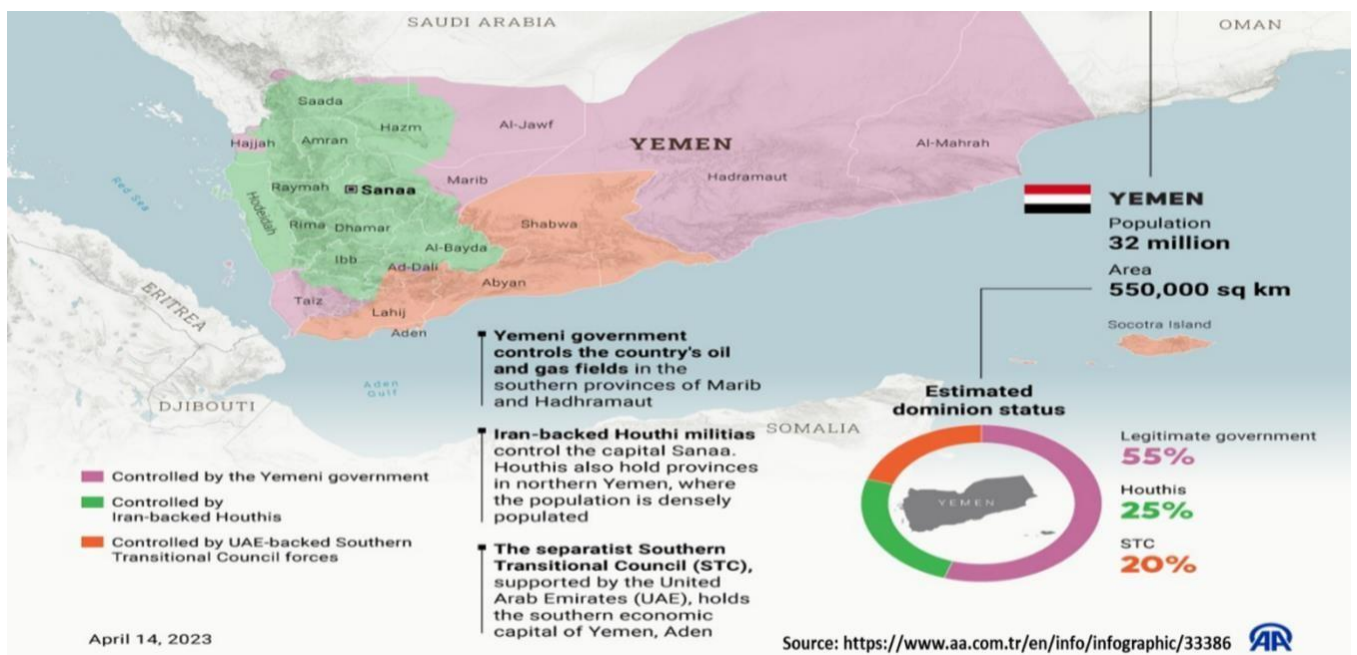 SAUDI ARABIA
OMAN
Saada
Hazm
Al-Jawf
Hajjah
Amran
YEMEN
Al-Mahrah
Marib
Hadramaut
Raymah
Sanaa
Red Sea
Hodeidah
Rima
Dhamar
Shabwa
Al-Bayda
Ibb
Ad-Dali
Abyan
Taiz
Lahij
Aden
ERITREA
Aden
Gulf
DJIBOUTI
SOMALIA
YEMEN
Population
32 million
Area
550,000 sq km
Socotra Island
Yemeni government
controls the country's oil
and gas fields in the
southern provinces of Marib
and Hadhramaut
Iran-backed Houthi militias
control the capital Sanaa.
Houthis also hold provinces
in northern Yemen, where
the population is densely
populated
The separatist Southern
Transitional Council (STC),
supported by the United
Arab Emirates (UAE), holds
the southern economic
capital of Yemen, Aden
Controlled by the Yemeni government
Controlled by
Iran-backed Houthis
Controlled by UAE-backed Southern
Transitional Council forces
Estimated
dominion status
YEMEN
Legitimate government
55%
Houthis
25%
STC
20%
April 14, 2023
Source: https://www.aa.com.tr/en/info/infographic/33386
AA